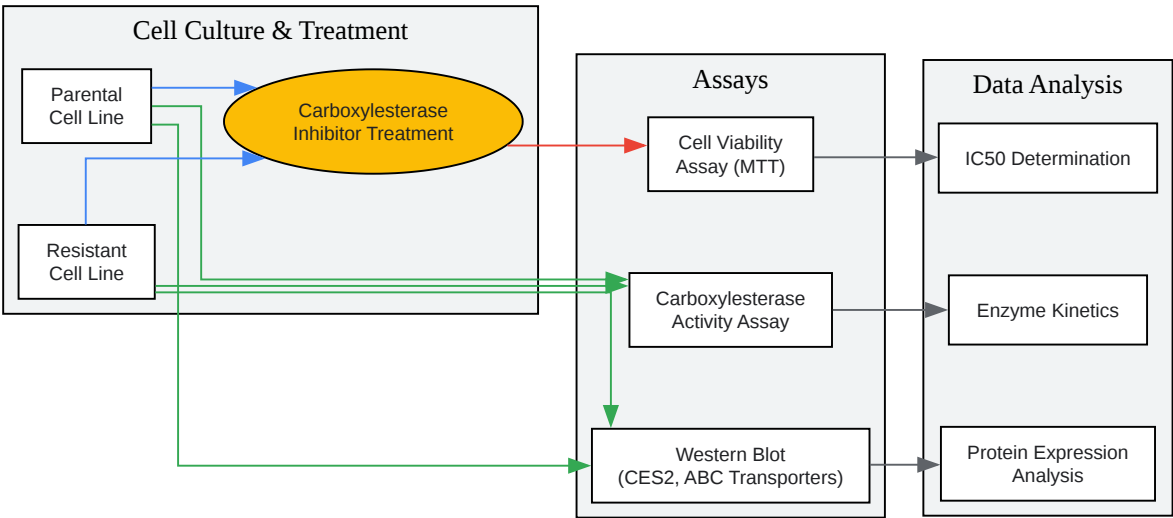 Cell Culture & Treatment
Parental
Cell Line
Carboxylesterase
Inhibitor Treatment
Resistant
Cell Line
Assays
Cell Viability
Assay (MTT)
Carboxylesterase
Activity Assay
Western Blot
(CES2, ABC Transporters)
Data Analysis
IC50 Determination
Enzyme Kinetics
Protein Expression
Analysis